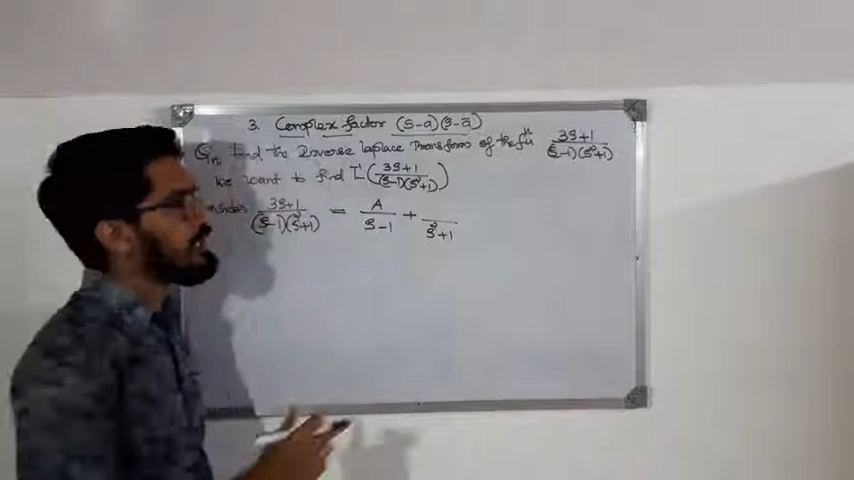 3. Complex factor (s-a)(s-ā)
Qn Find the Inverse Laplace Transform of the fuⁿ (3s+1)/((s-1)(s²+1))
We want to find L⁻¹((3s+1)/((s-1)(s²+1)))
(3s+1)/((s-1)(s²+1)) = A/(s-1) + /(s²+1)